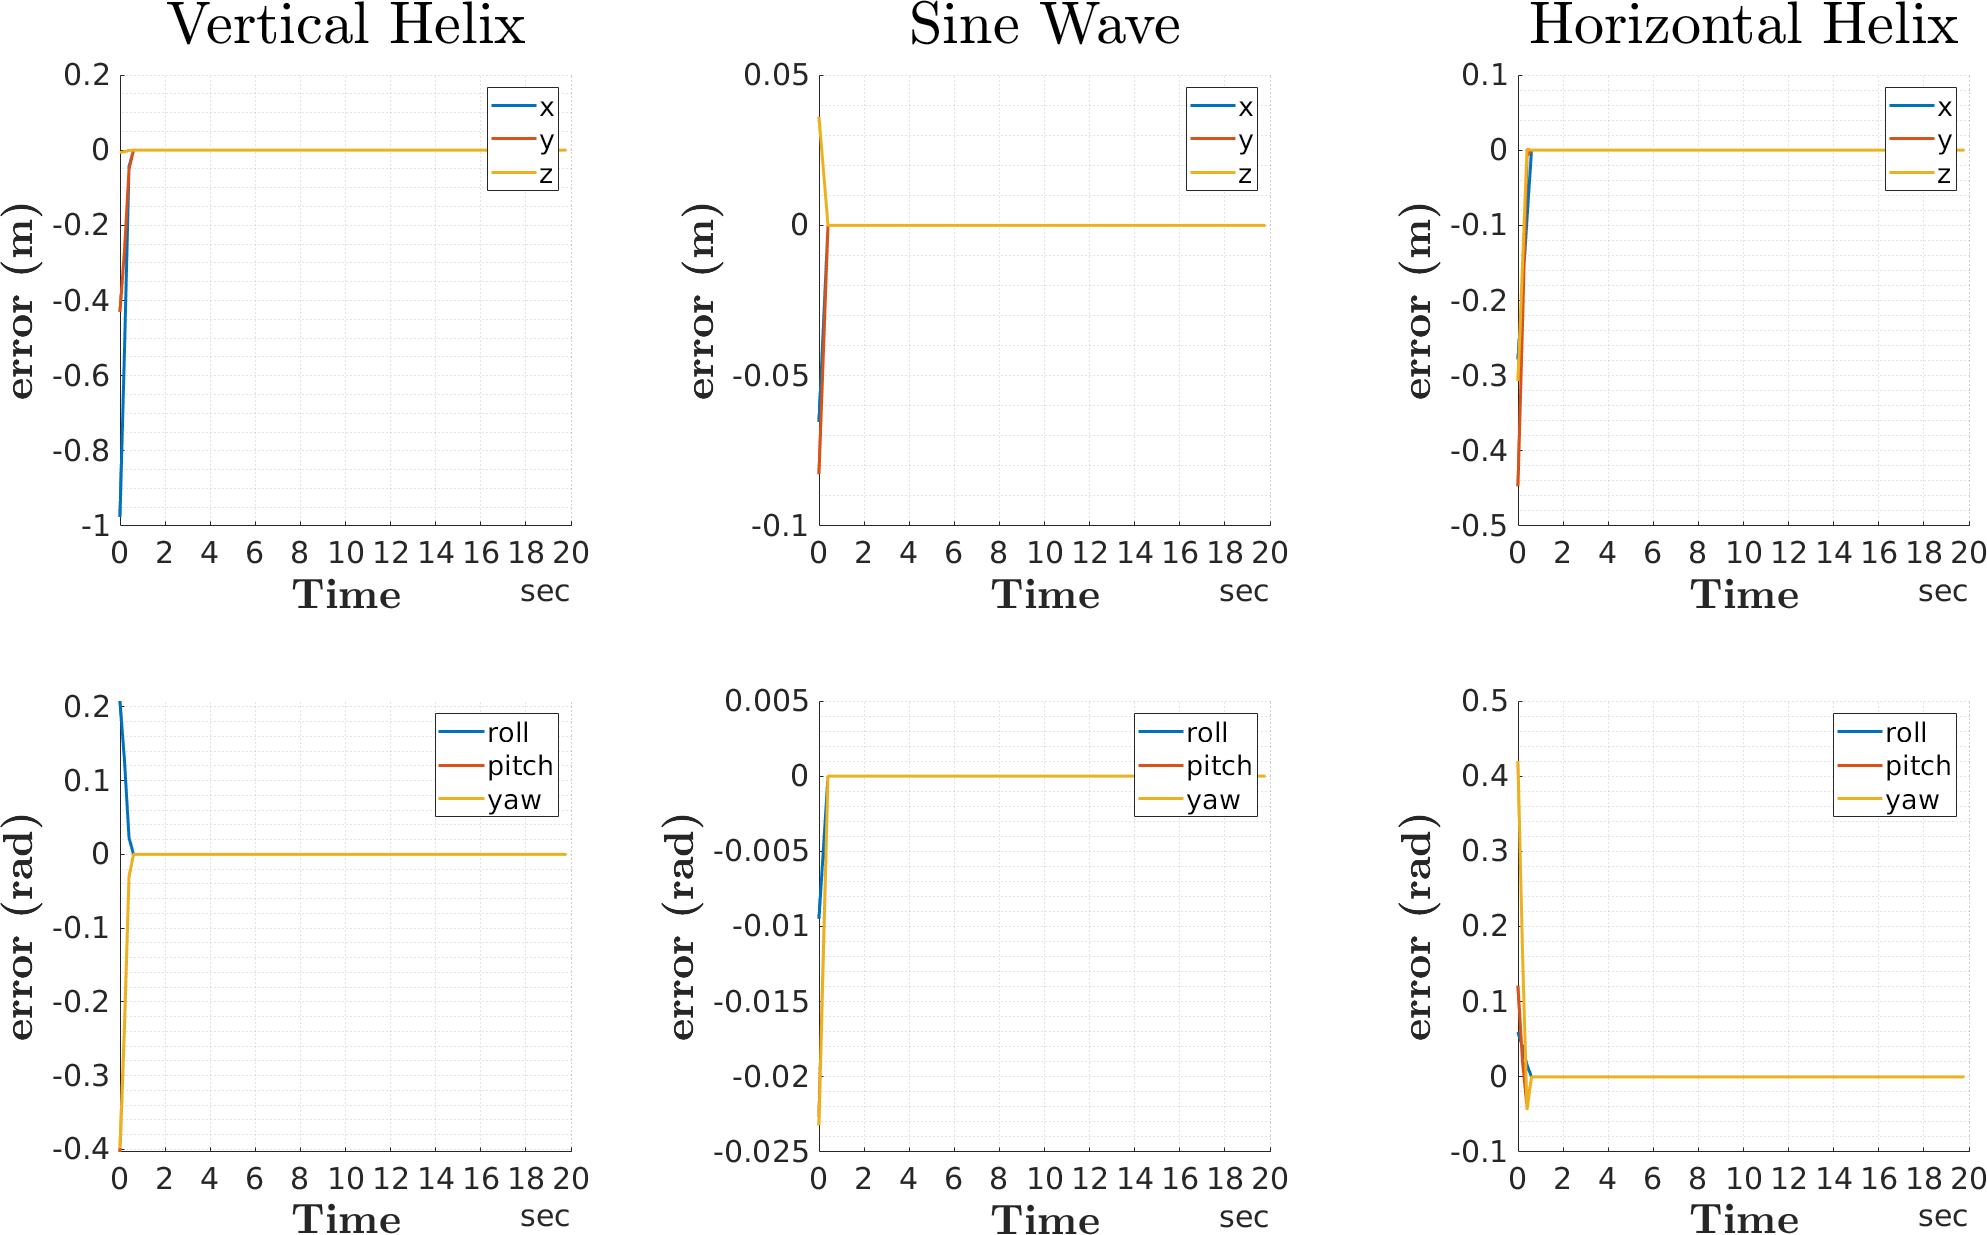 Vertical Helix
Sine Wave
Horizontal Helix
0.2
0
-0.2
-0.4
-0.6
-0.8
-1
error (m)
x
y
z
0 2 4 6 8 10 12 14 16 18 20
Time
sec
0.05
0
-0.05
-0.1
error (m)
x
y
z
0 2 4 6 8 10 12 14 16 18 20
Time
sec
0.1
0
-0.1
-0.2
-0.3
-0.4
-0.5
error (m)
x
y
z
0 2 4 6 8 10 12 14 16 18 20
Time
sec
0.2
0.1
0
-0.1
-0.2
-0.3
-0.4
error (rad)
roll
pitch
yaw
0 2 4 6 8 10 12 14 16 18 20
Time
sec
0.005
0
-0.005
-0.01
-0.015
-0.02
-0.025
error (rad)
roll
pitch
yaw
0 2 4 6 8 10 12 14 16 18 20
Time
sec
0.5
0.4
0.3
0.2
0.1
0
-0.1
error (rad)
roll
pitch
yaw
0 2 4 6 8 10 12 14 16 18 20
Time
sec